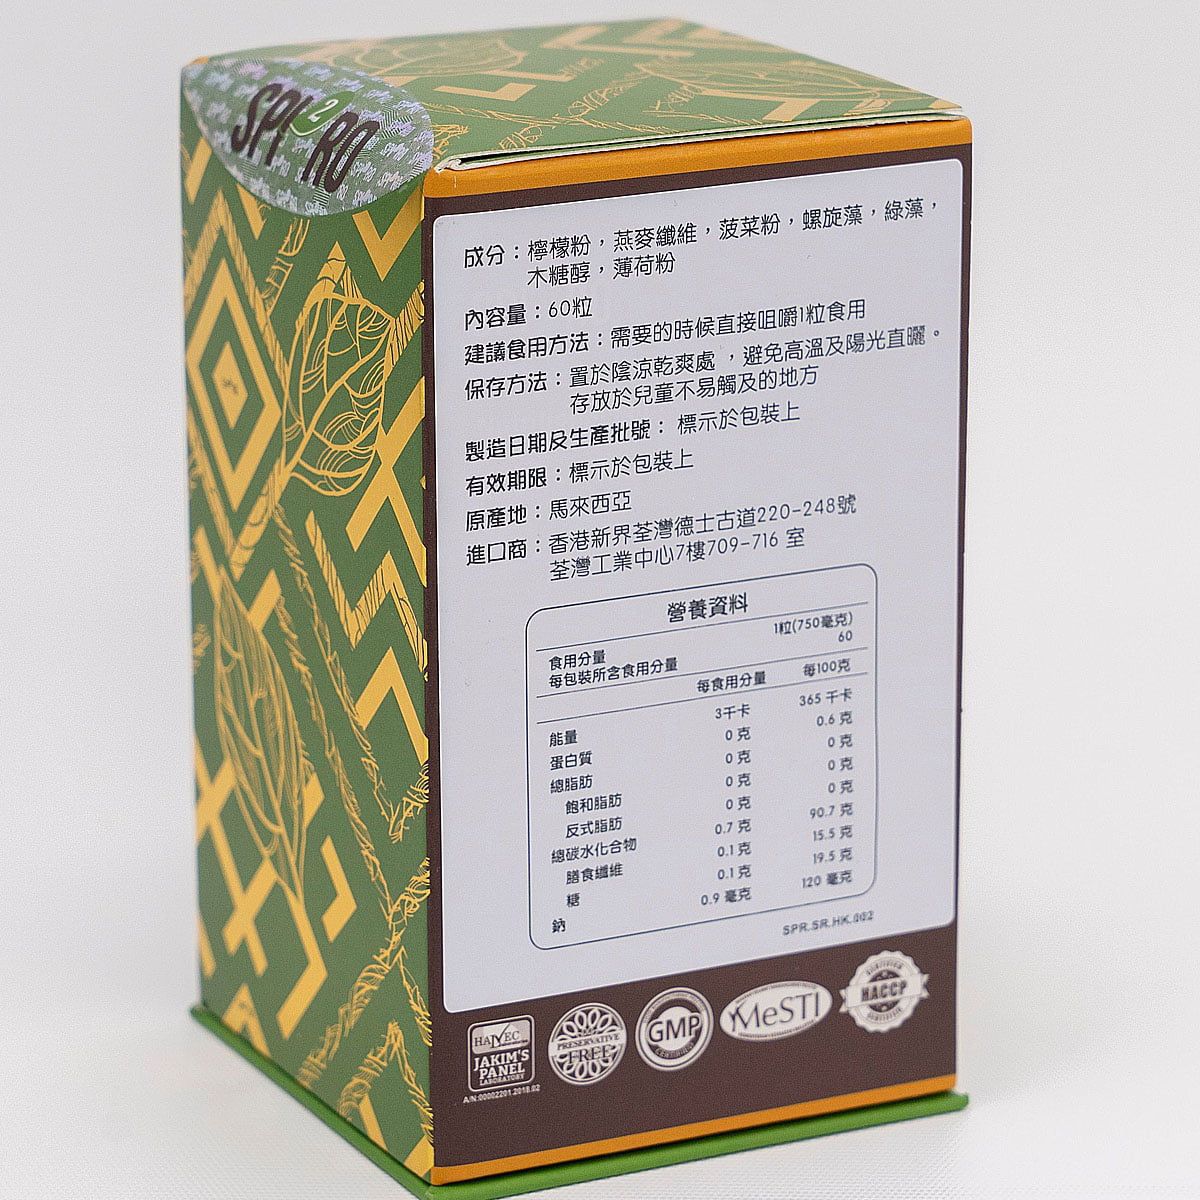 SPI2RO
成分：檸檬粉，燕麥纖維，菠菜粉，螺旋藻，綠藻，
木糖醇，薄荷粉
內容量：60粒
建議食用方法：需要的時候直接咀嚼1粒食用
保存方法：置於陰涼乾爽處，避免高溫及陽光直曬。
存放於兒童不易觸及的地方
製造日期及生產批號： 標示於包裝上
有效期限：標示於包裝上
原產地：馬來西亞
進口商：香港新界荃灣德士古道220-248號
荃灣工業中心7樓709-716 室
營養資料
食用分量 1粒(750毫克)
每包裝所含食用分量 60
每食用分量 每100克
能量 3千卡 365 千卡
蛋白質 0 克 0.6 克
總脂肪 0 克 0 克
飽和脂肪 0 克 0 克
反式脂肪 0 克 0 克
總碳水化合物 0.7 克 90.7 克
膳食纖維 0.1 克 15.5 克
糖 0.1 克 19.5 克
鈉 0.9 毫克 120 毫克
SPR.SR.HK.002
HALVEC
JAKIM'S
PANEL
LABORATORY
A/N:00002201.2018.02
PRESERVATIVE
FREE
GMP
CERTIFIED
MeSTI
HACCP